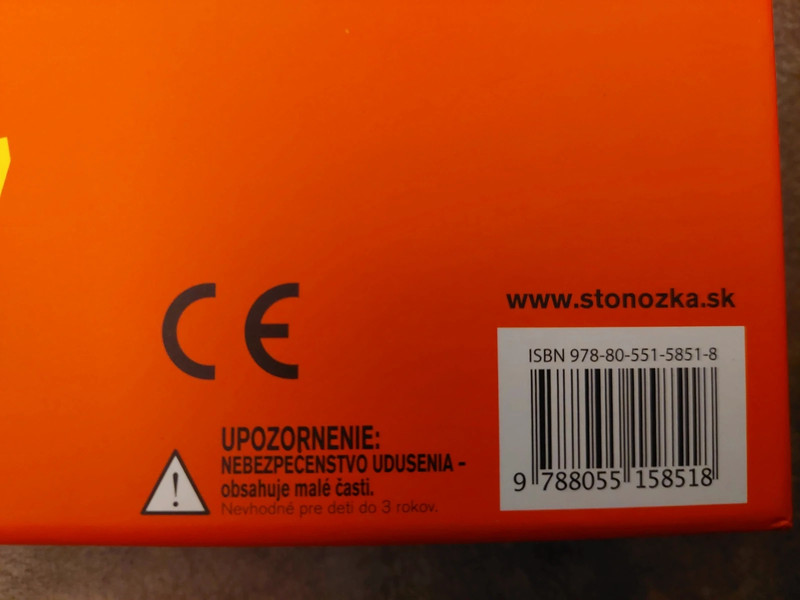 CE
www.stonozka.sk
ISBN 978-80-551-5851-8
9 788055 158518
UPOZORNENIE:
NEBEZPEČENSTVO UDUSENIA –
obsahuje malé časti.
Nevhodné pre deti do 3 rokov.